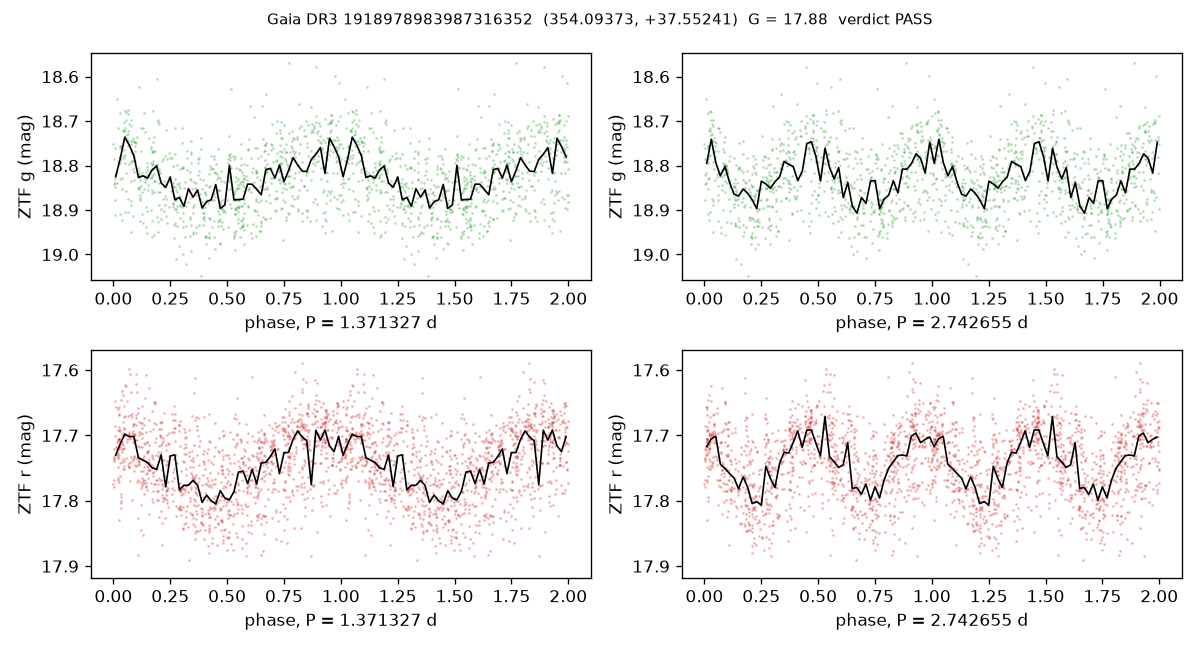 Gaia DR3 1918978983987316352  (354.09373, +37.55241)  G = 17.88  verdict PASS
ZTF g (mag)
18.6
18.7
18.8
18.9
19.0
0.00 0.25 0.50 0.75 1.00 1.25 1.50 1.75 2.00
phase, P = 1.371327 d
ZTF g (mag)
18.6
18.7
18.8
18.9
19.0
0.00 0.25 0.50 0.75 1.00 1.25 1.50 1.75 2.00
phase, P = 2.742655 d
ZTF r (mag)
17.6
17.7
17.8
17.9
0.00 0.25 0.50 0.75 1.00 1.25 1.50 1.75 2.00
phase, P = 1.371327 d
ZTF r (mag)
17.6
17.7
17.8
17.9
0.00 0.25 0.50 0.75 1.00 1.25 1.50 1.75 2.00
phase, P = 2.742655 d